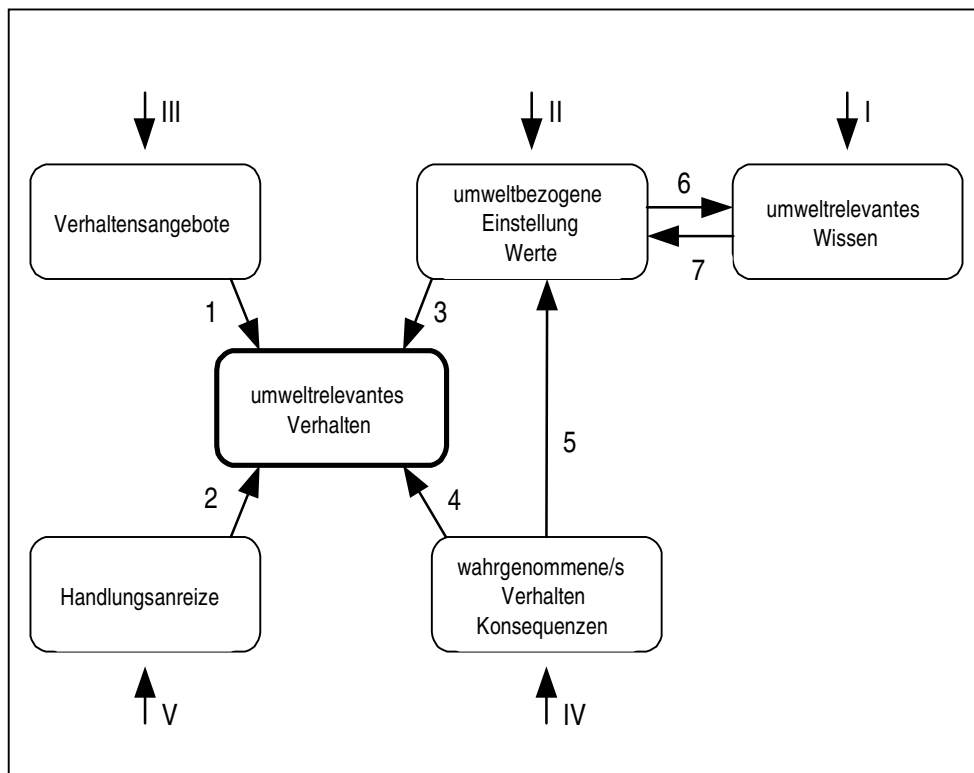 III
II
I
Verhaltensangebote
umweltbezogene
Einstellung
Werte
6
7
umweltrelevantes
Wissen
1
3
umweltrelevantes
Verhalten
5
2
4
Handlungsanreize
wahrgenommene/s
Verhalten
Konsequenzen
V
IV